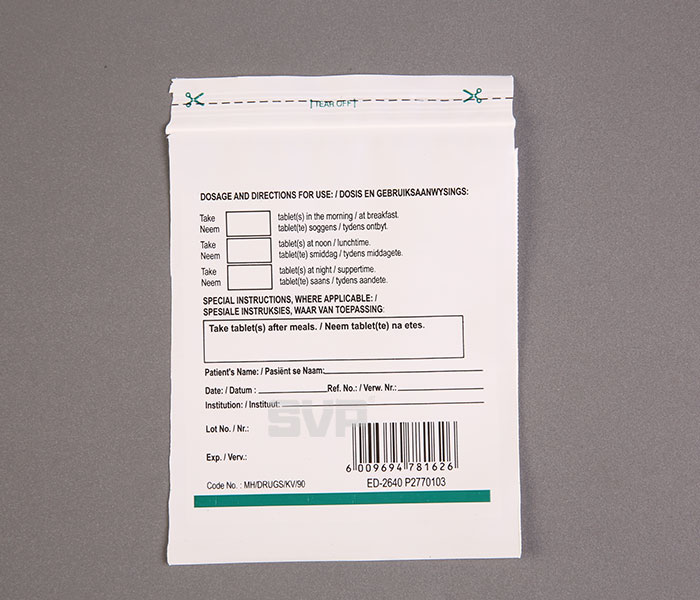 TEAR OFF
DOSAGE AND DIRECTIONS FOR USE: / DOSIS EN GEBRUIKSAANWYSINGS:
Take tablet(s) in the morning / at breakfast.
Neem tablet(te) soggens / tydens ontbyt.
Take tablet(s) at noon / lunchtime.
Neem tablet(te) smiddag / tydens middagete.
Take tablet(s) at night / suppertime.
Neem tablet(te) saans / tydens aandete.
SPECIAL INSTRUCTIONS, WHERE APPLICABLE: /
SPESIALE INSTRUKSIES, WAAR VAN TOEPASSING:
Take tablet(s) after meals. / Neem tablet(te) na etes.
Patient's Name: / Pasiënt se Naam:
Date: / Datum : Ref. No.: / Verw. Nr.:
Institution: / Instituut:
SVP
Lot No. / Nr.:
Exp. / Verv.:
6 009694 781626
Code No. : MH/DRUGS/KV/90 ED-2640 P2770103